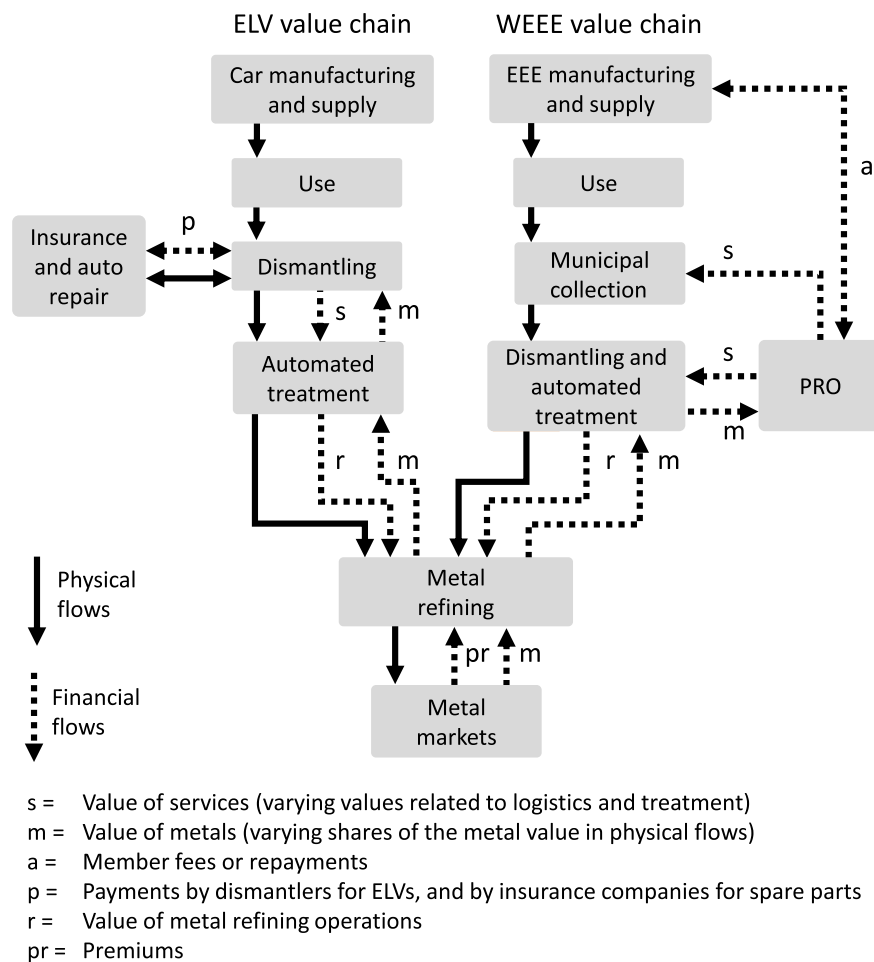 ELV value chain
WEEE value chain
Car manufacturing
and supply
EEE manufacturing
and supply
a
Use
Use
Insurance
and auto
repair
p
Dismantling
Municipal
collection
s
s
m
Automated
treatment
Dismantling and
automated
treatment
s
m
PRO
r
m
r
m
Metal
refining
Physical
flows
pr
m
Financial
flows
Metal
markets
s = Value of services (varying values related to logistics and treatment)
m = Value of metals (varying shares of the metal value in physical flows)
a = Member fees or repayments
p = Payments by dismantlers for ELVs, and by insurance companies for spare parts
r = Value of metal refining operations
pr = Premiums